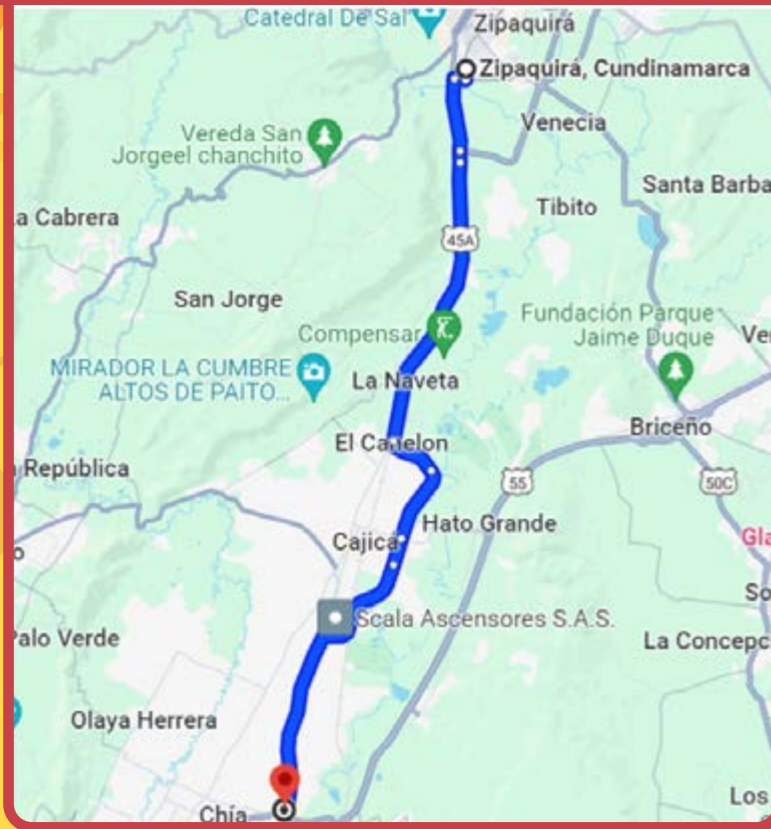 Catedral De Sal
Zipaquirá
Zipaquirá, Cundinamarca
Vereda San
Jorgeel chanchito
Venecia
Santa Barba
a Cabrera
Tibito
45A
San Jorge
Fundación Parque
Jaime Duque
Compensar
Ve
MIRADOR LA CUMBRE
ALTOS DE PAITO...
La Naveta
Briceño
El Canelon
República
55
50C
Hato Grande
Cajicá
Gla
o
So
Scala Ascensores S.A.S.
Palo Verde
La Concepc
Olaya Herrera
Los
Chía